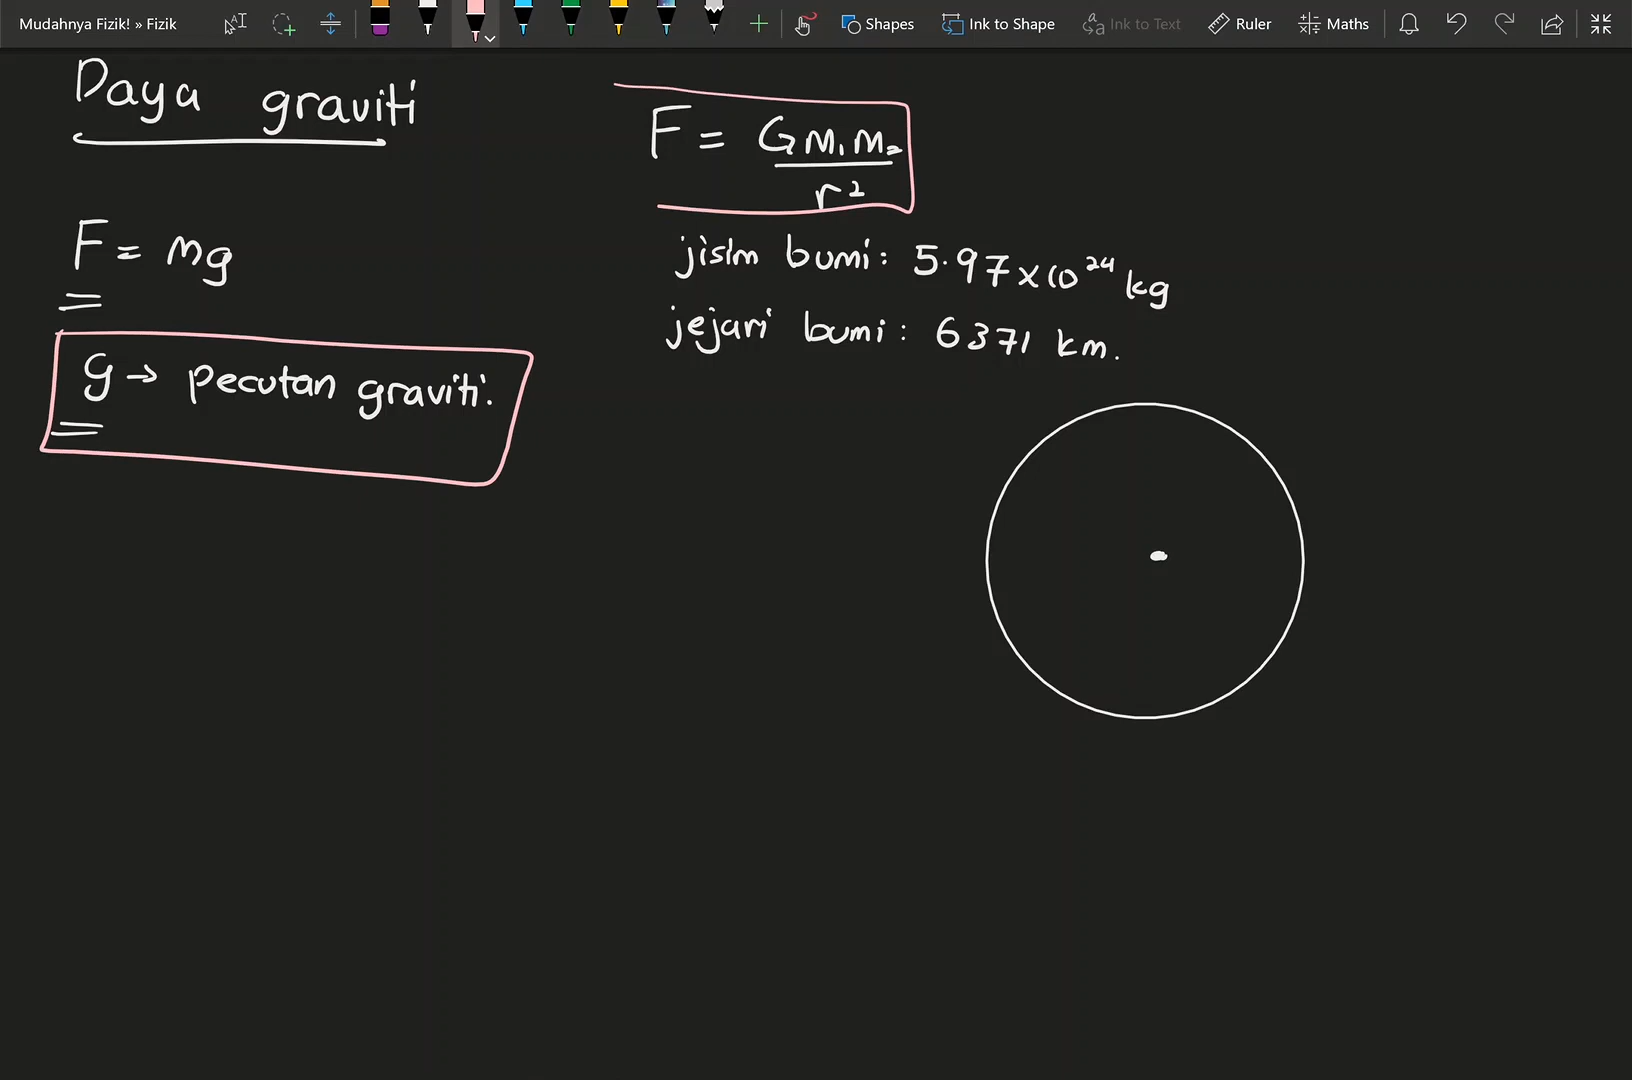 Mudahnya Fizik! » Fizik
Shapes
Ink to Shape
Ink to Text
Ruler
Maths
Daya graviti
F = mg
g → pecutan graviti.
F = Gm₁m₂
r²
jisim bumi: 5.97 x 10²⁴ kg
jejari bumi: 6371 km.